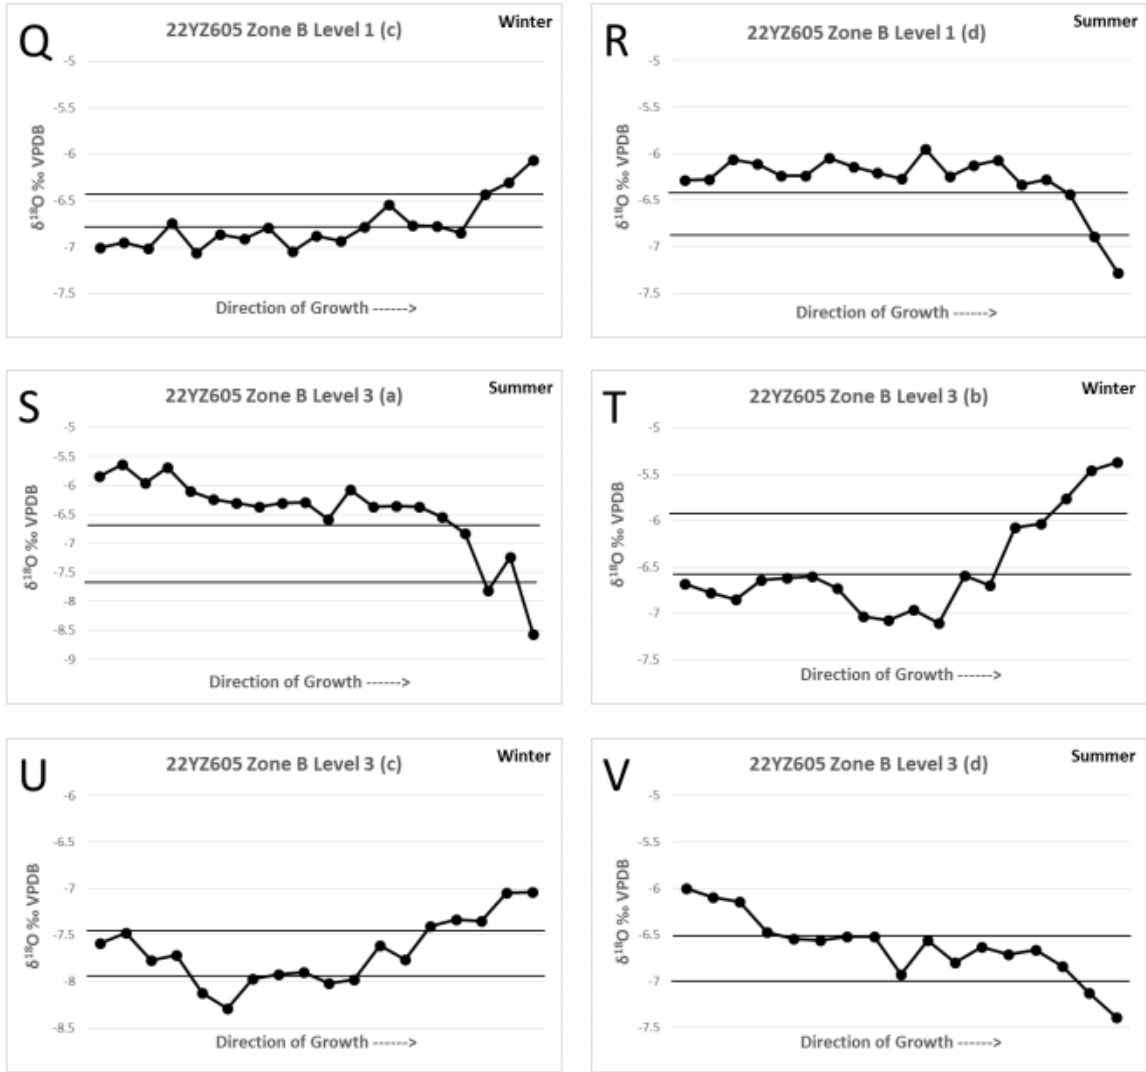 Q
22YZ605 Zone B Level 1 (c)
Winter
-5
-5.5
-6
-6.5
-7
-7.5
δ¹⁸O ‰ VPDB
Direction of Growth ------>
R
22YZ605 Zone B Level 1 (d)
Summer
-5
-5.5
-6
-6.5
-7
-7.5
δ¹⁸O ‰ VPDB
Direction of Growth ------>
S
22YZ605 Zone B Level 3 (a)
Summer
-5
-5.5
-6
-6.5
-7
-7.5
-8
-8.5
-9
δ¹⁸O ‰ VPDB
Direction of Growth ------>
T
22YZ605 Zone B Level 3 (b)
Winter
-5
-5.5
-6
-6.5
-7
-7.5
δ¹⁸O ‰ VPDB
Direction of Growth ------>
U
22YZ605 Zone B Level 3 (c)
Winter
-6
-6.5
-7
-7.5
-8
-8.5
δ¹⁸O ‰ VPDB
Direction of Growth ------>
V
22YZ605 Zone B Level 3 (d)
Summer
-5
-5.5
-6
-6.5
-7
-7.5
δ¹⁸O ‰ VPDB
Direction of Growth ------>